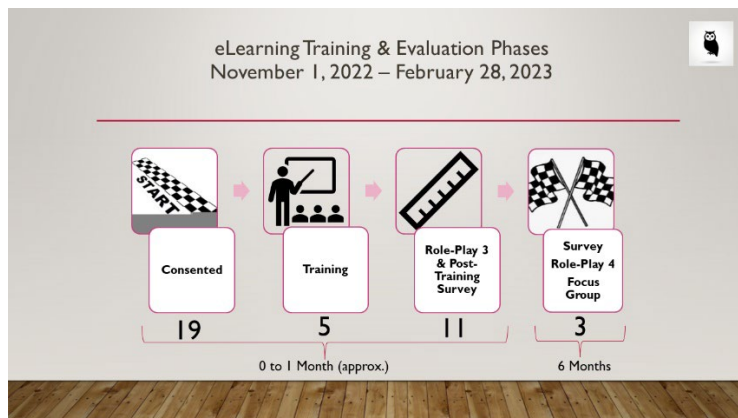 eLearning Training & Evaluation Phases
November 1, 2022 – February 28, 2023
START
Consented
Training
Role-Play 3
& Post-
Training
Survey
Survey
Role-Play 4
Focus
Group
19
5
11
3
0 to 1 Month (approx.)
6 Months